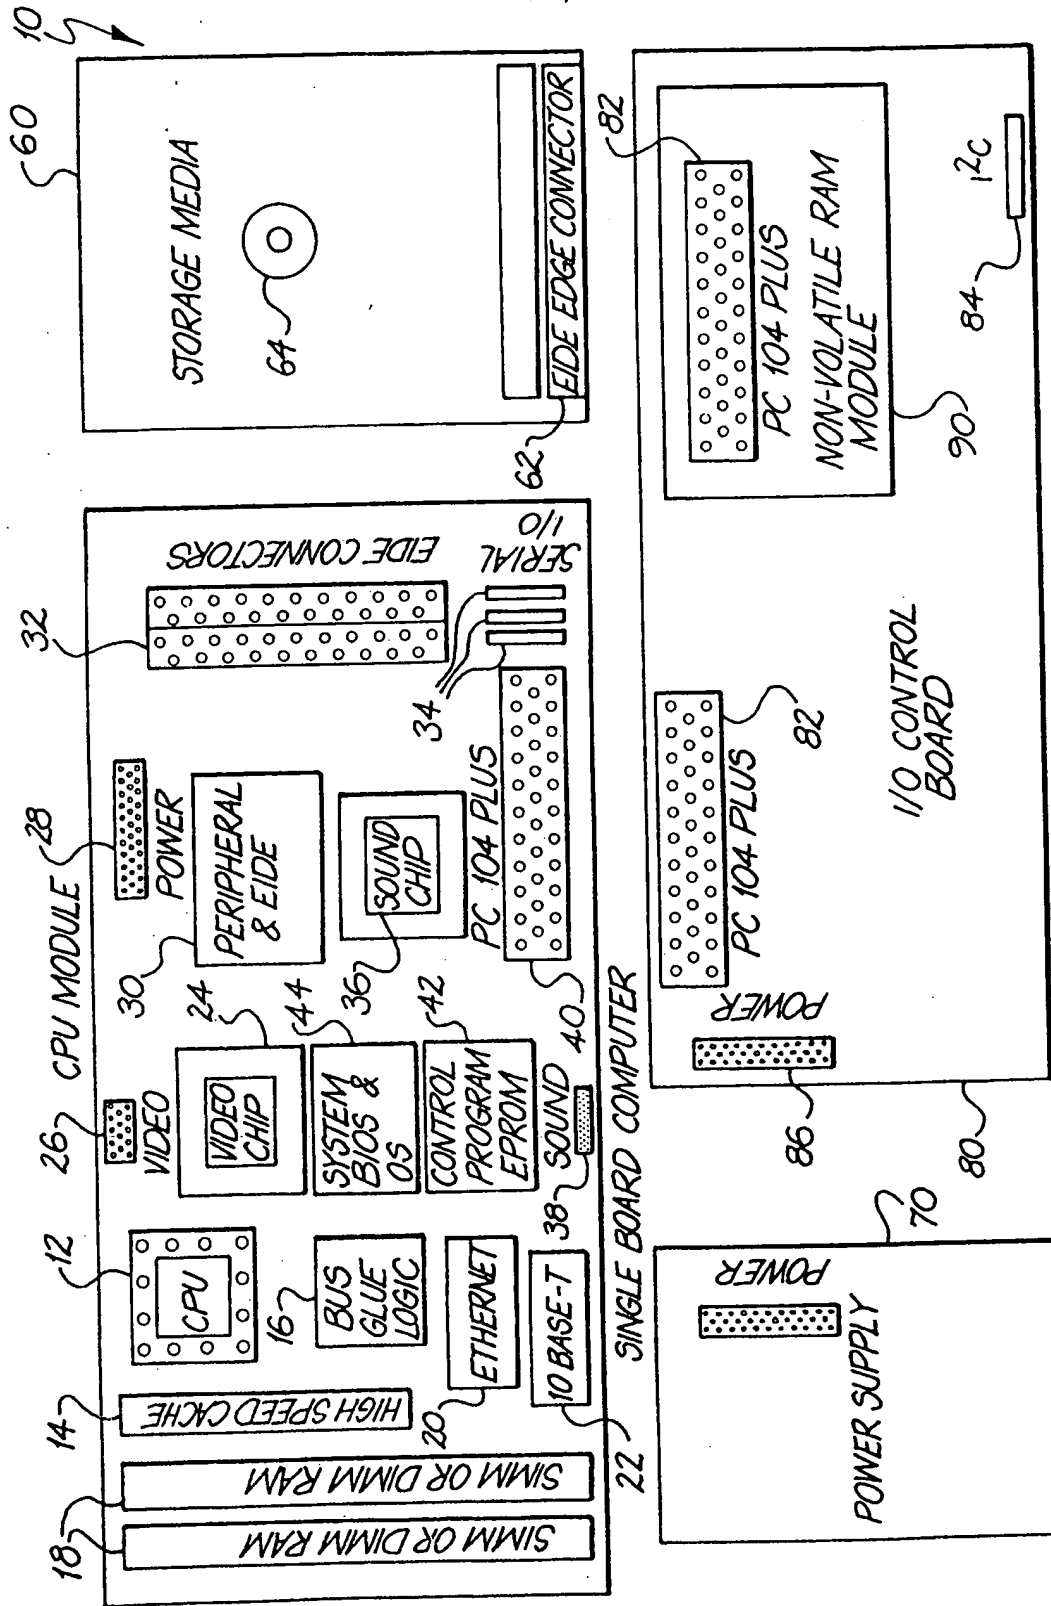 10
60
STORAGE MEDIA
64
EIDE EDGE CONNECTOR
62
CPU MODULE
18
SIMM OR DIMM RAM
SIMM OR DIMM RAM
14
HIGH SPEED CACHE
12
CPU
16
BUS
GLUE
LOGIC
20
ETHERNET
22
10 BASE-T
26
VIDEO
24
VIDEO
CHIP
44
SYSTEM
BIOS &
OS
42
CONTROL
PROGRAM
EPROM
38
SOUND
28
POWER
30
PERIPHERAL
& EIDE
36
SOUND
CHIP
PC 104 PLUS
40
32
EIDE CONNECTORS
34
SERIAL
I/O
SINGLE BOARD COMPUTER
70
POWER
POWER SUPPLY
80
86
POWER
82
PC 104 PLUS
I/O CONTROL
BOARD
82
PC 104 PLUS
NON-VOLATILE RAM
MODULE
90
84
I²C